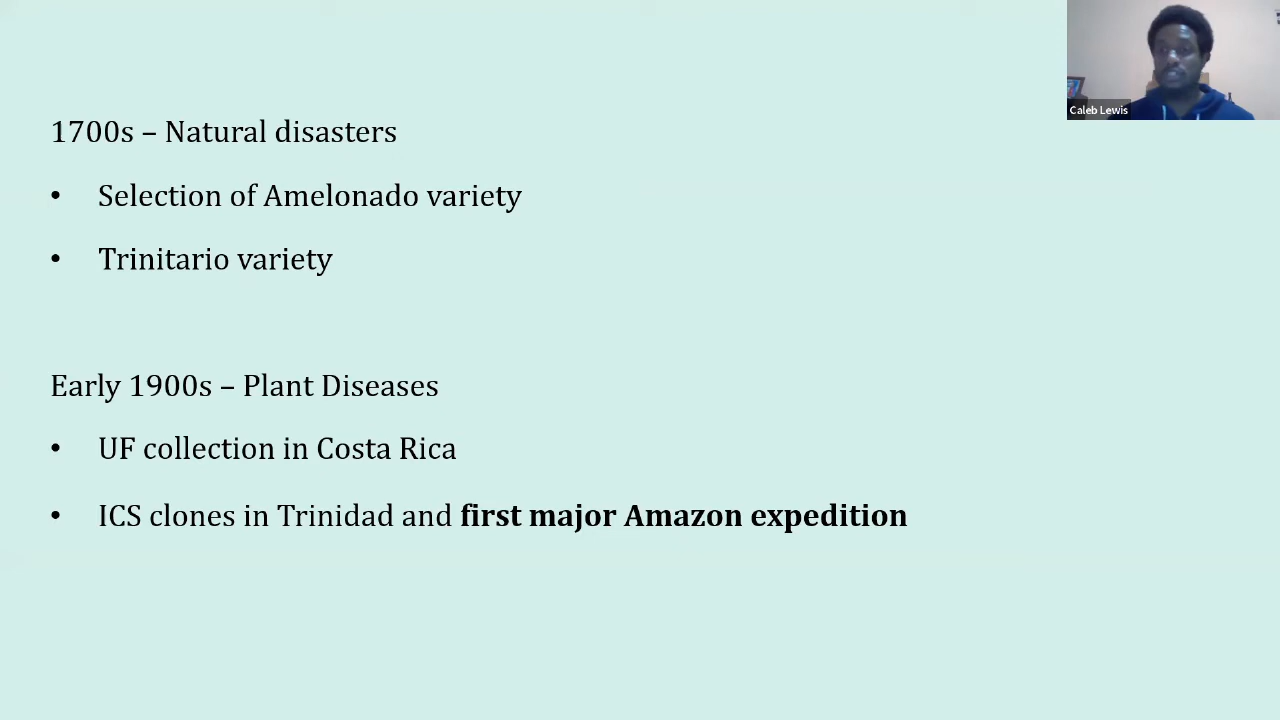 Caleb Lewis
1700s – Natural disasters
• Selection of Amelonado variety
• Trinitario variety
Early 1900s – Plant Diseases
• UF collection in Costa Rica
• ICS clones in Trinidad and first major Amazon expedition